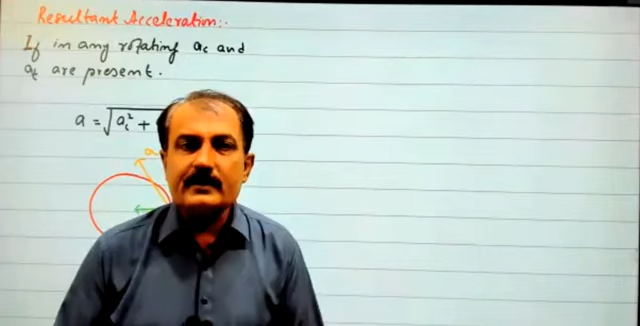 Resultant Acceleration:.
If in any rotating ac and
at are present.
a = √ac² +
a